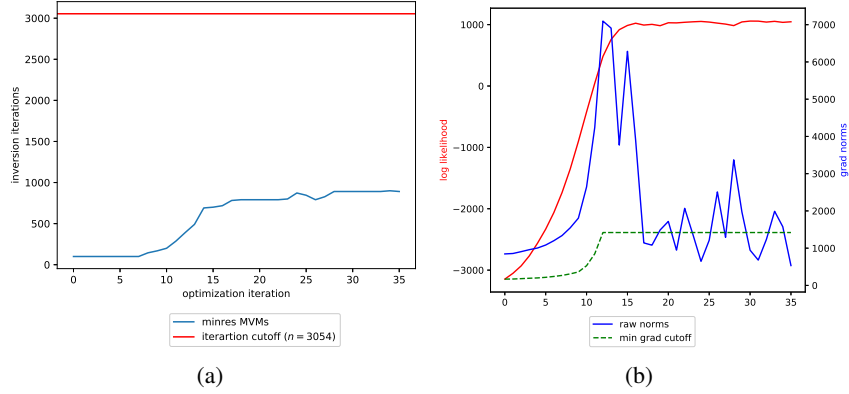 3000
2500
2000
1500
1000
500
0
inversion iterations
0 5 10 15 20 25 30 35
optimization iteration
minres MVMs
iterartion cutoff (n = 3054)
(a)
1000
0
−1000
−2000
−3000
log likelihood
7000
6000
5000
4000
3000
2000
1000
0
grad norms
0 5 10 15 20 25 30 35
raw norms
min grad cutoff
(b)